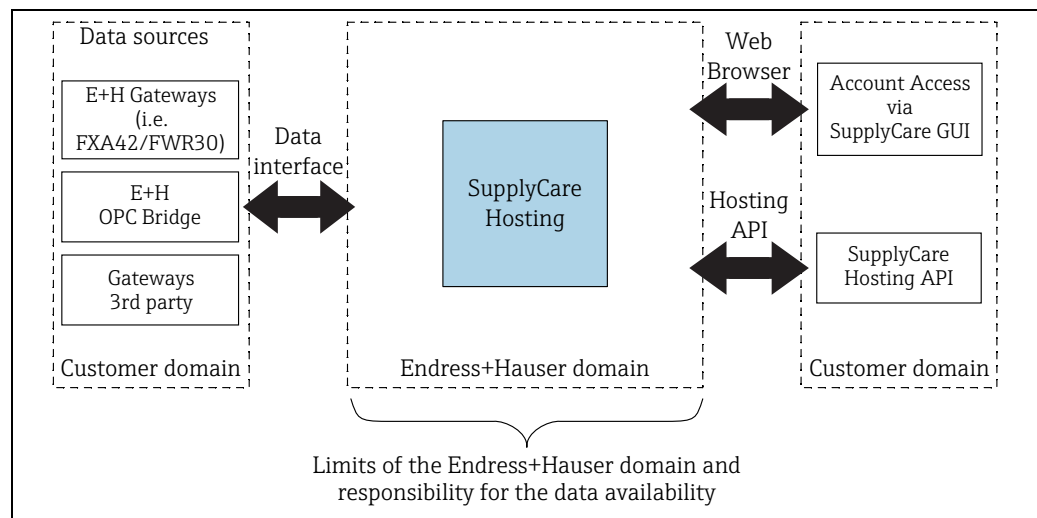 Data sources
E+H Gateways
(i.e.
FXA42/FWR30)
E+H
OPC Bridge
Gateways
3rd party
Customer domain
Data
interface
SupplyCare
Hosting
Endress+Hauser domain
Web
Browser
Hosting
API
Account Access
via
SupplyCare GUI
SupplyCare
Hosting API
Customer domain
Limits of the Endress+Hauser domain and
responsibility for the data availability